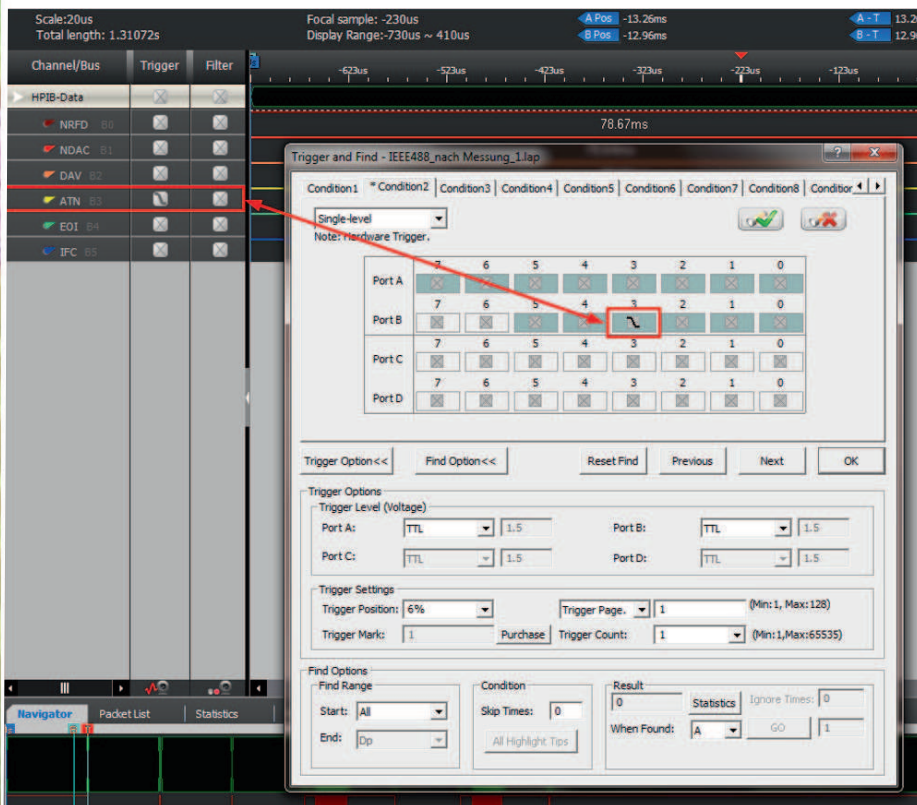 Scale:20us
Total length: 1.31072s
Focal sample: -230us
Display Range:-730us ~ 410us
A Pos -13.26ms
B Pos -12.96ms
A - T 13.2
B - T 12.9
Channel/Bus Trigger Filter
-623us -523us -423us -323us -223us -123us
HPIB-Data
NRFD B0
78.67ms
NDAC B1
DAV B2
ATN B3
EOI B4
IFC B5
Trigger and Find - IEEE488_nach Messung_1.lap
Condition1 *Condition2 Condition3 Condition4 Condition5 Condition6 Condition7 Condition8 Condition
Single-level
Note: Hardware Trigger.
7 6 5 4 3 2 1 0
Port A
7 6 5 4 3 2 1 0
Port B
7 6 5 4 3 2 1 0
Port C
7 6 5 4 3 2 1 0
Port D
Trigger Option<< Find Option<< Reset Find Previous Next OK
Trigger Options
Trigger Level (Voltage)
Port A: TTL 1.5 Port B: TTL 1.5
Port C: TTL 1.5 Port D: TTL 1.5
Trigger Settings
Trigger Position: 6% Trigger Page. 1 (Min:1, Max:128)
Trigger Mark: 1 Purchase Trigger Count: 1 (Min:1,Max:65535)
Find Options
Find Range Condition Result
Start: All Skip Times: 0 0 Statistics Ignore Times: 0
End: Dp All Highlight Tips When Found: A GO 1
Navigator Packet List Statistics